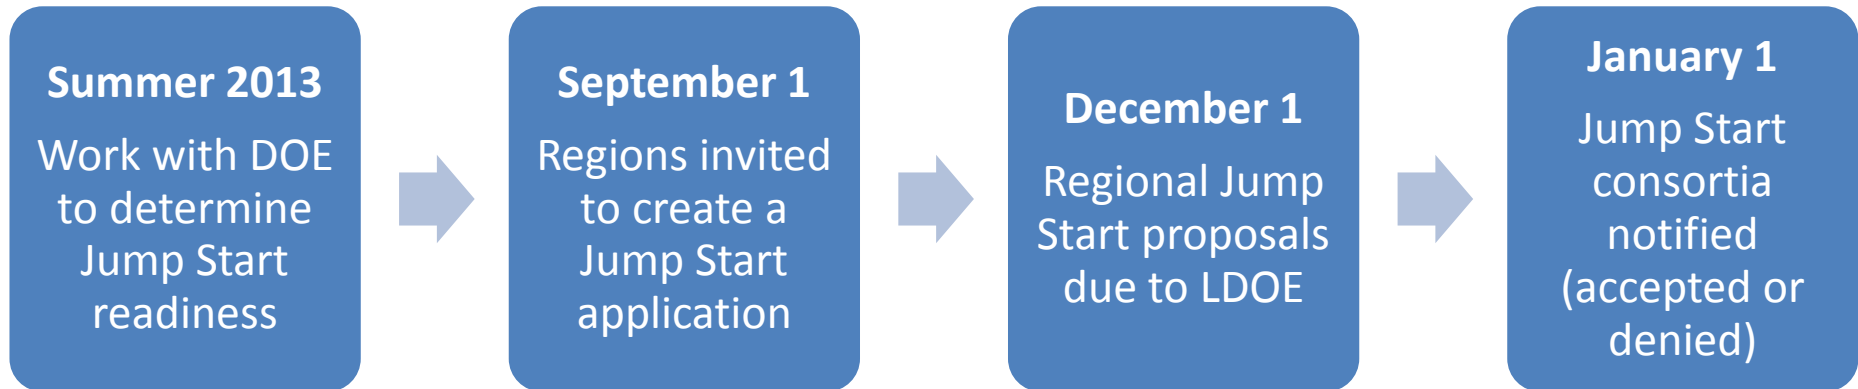 Summer 2013
Work with DOE
to determine
Jump Start
readiness
September 1
Regions invited
to create a
Jump Start
application
December 1
Regional Jump
Start proposals
due to LDOE
January 1
Jump Start
consortia
notified
(accepted or
denied)